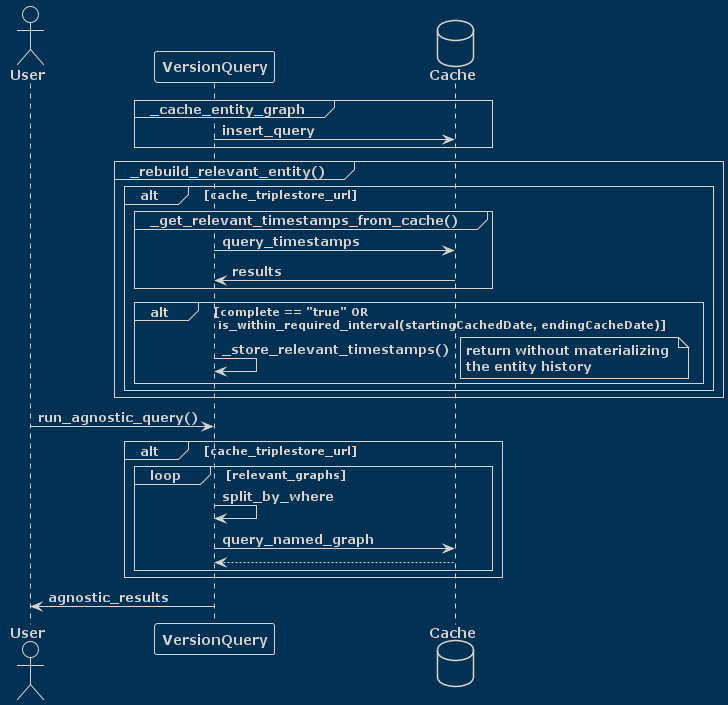 User
VersionQuery
Cache
_cache_entity_graph
insert_query
_rebuild_relevant_entity()
alt [cache_triplestore_url]
_get_relevant_timestamps_from_cache()
query_timestamps
results
alt [complete == "true" OR
is_within_required_interval(startingCachedDate, endingCacheDate)]
_store_relevant_timestamps()
return without materializing
the entity history
run_agnostic_query()
alt [cache_triplestore_url]
loop [relevant_graphs]
split_by_where
query_named_graph
agnostic_results
User
VersionQuery
Cache